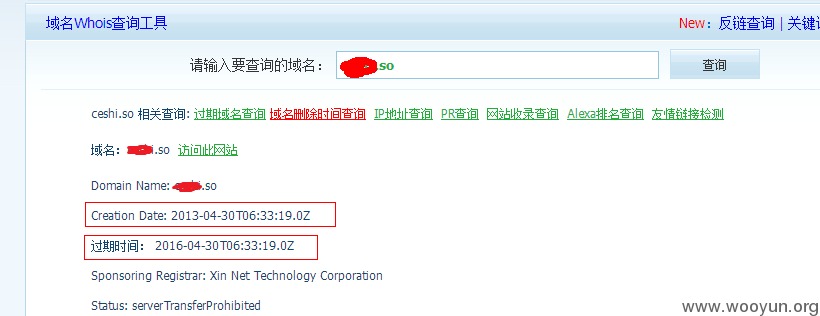 域名Whois查询工具
New：反链查询 | 关键
请输入要查询的域名：
.so
查询
ceshi.so 相关查询: 过期域名查询 域名删除时间查询 IP地址查询 PR查询 网站收录查询 Alexa排名查询 友情链接检测
域名: .so 访问此网站
Domain Name: .so
Creation Date: 2013-04-30T06:33:19.0Z
过期时间: 2016-04-30T06:33:19.0Z
Sponsoring Registrar: Xin Net Technology Corporation
Status: serverTransferProhibited
www.wooyun.org